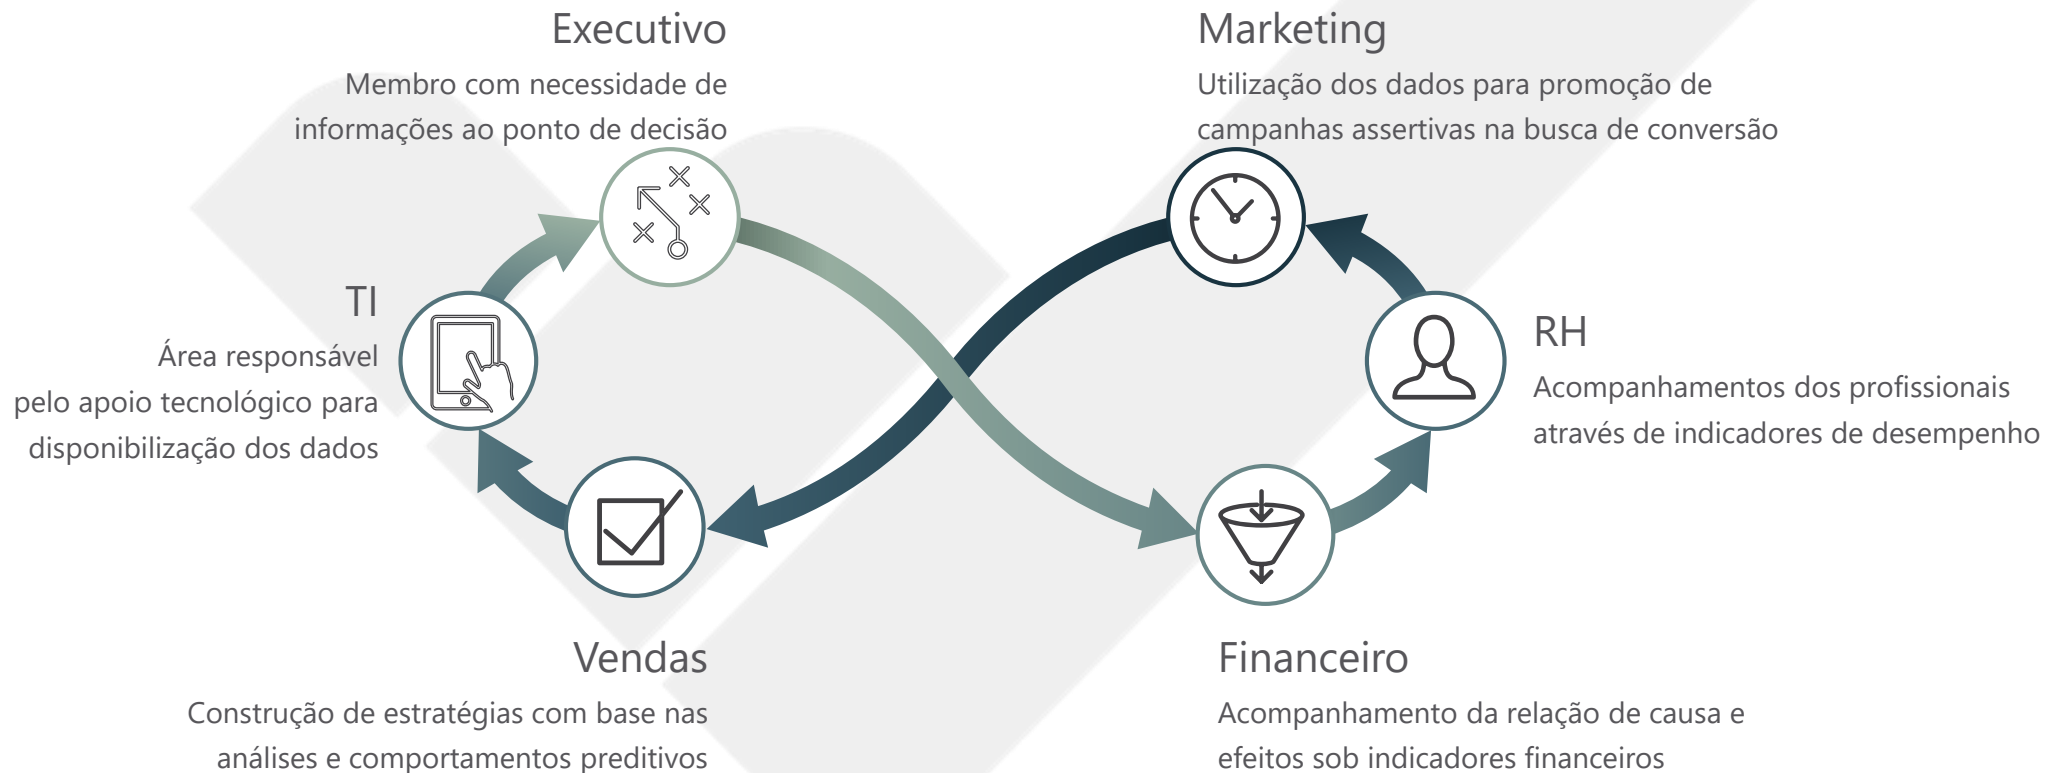 Executivo
Membro com necessidade de
informações ao ponto de decisão
Marketing
Utilização dos dados para promoção de
campanhas assertivas na busca de conversão
TI
Área responsável
pelo apoio tecnológico para
disponibilização dos dados
RH
Acompanhamentos dos profissionais
através de indicadores de desempenho
Vendas
Construção de estratégias com base nas
análises e comportamentos preditivos
Financeiro
Acompanhamento da relação de causa e
efeitos sob indicadores financeiros